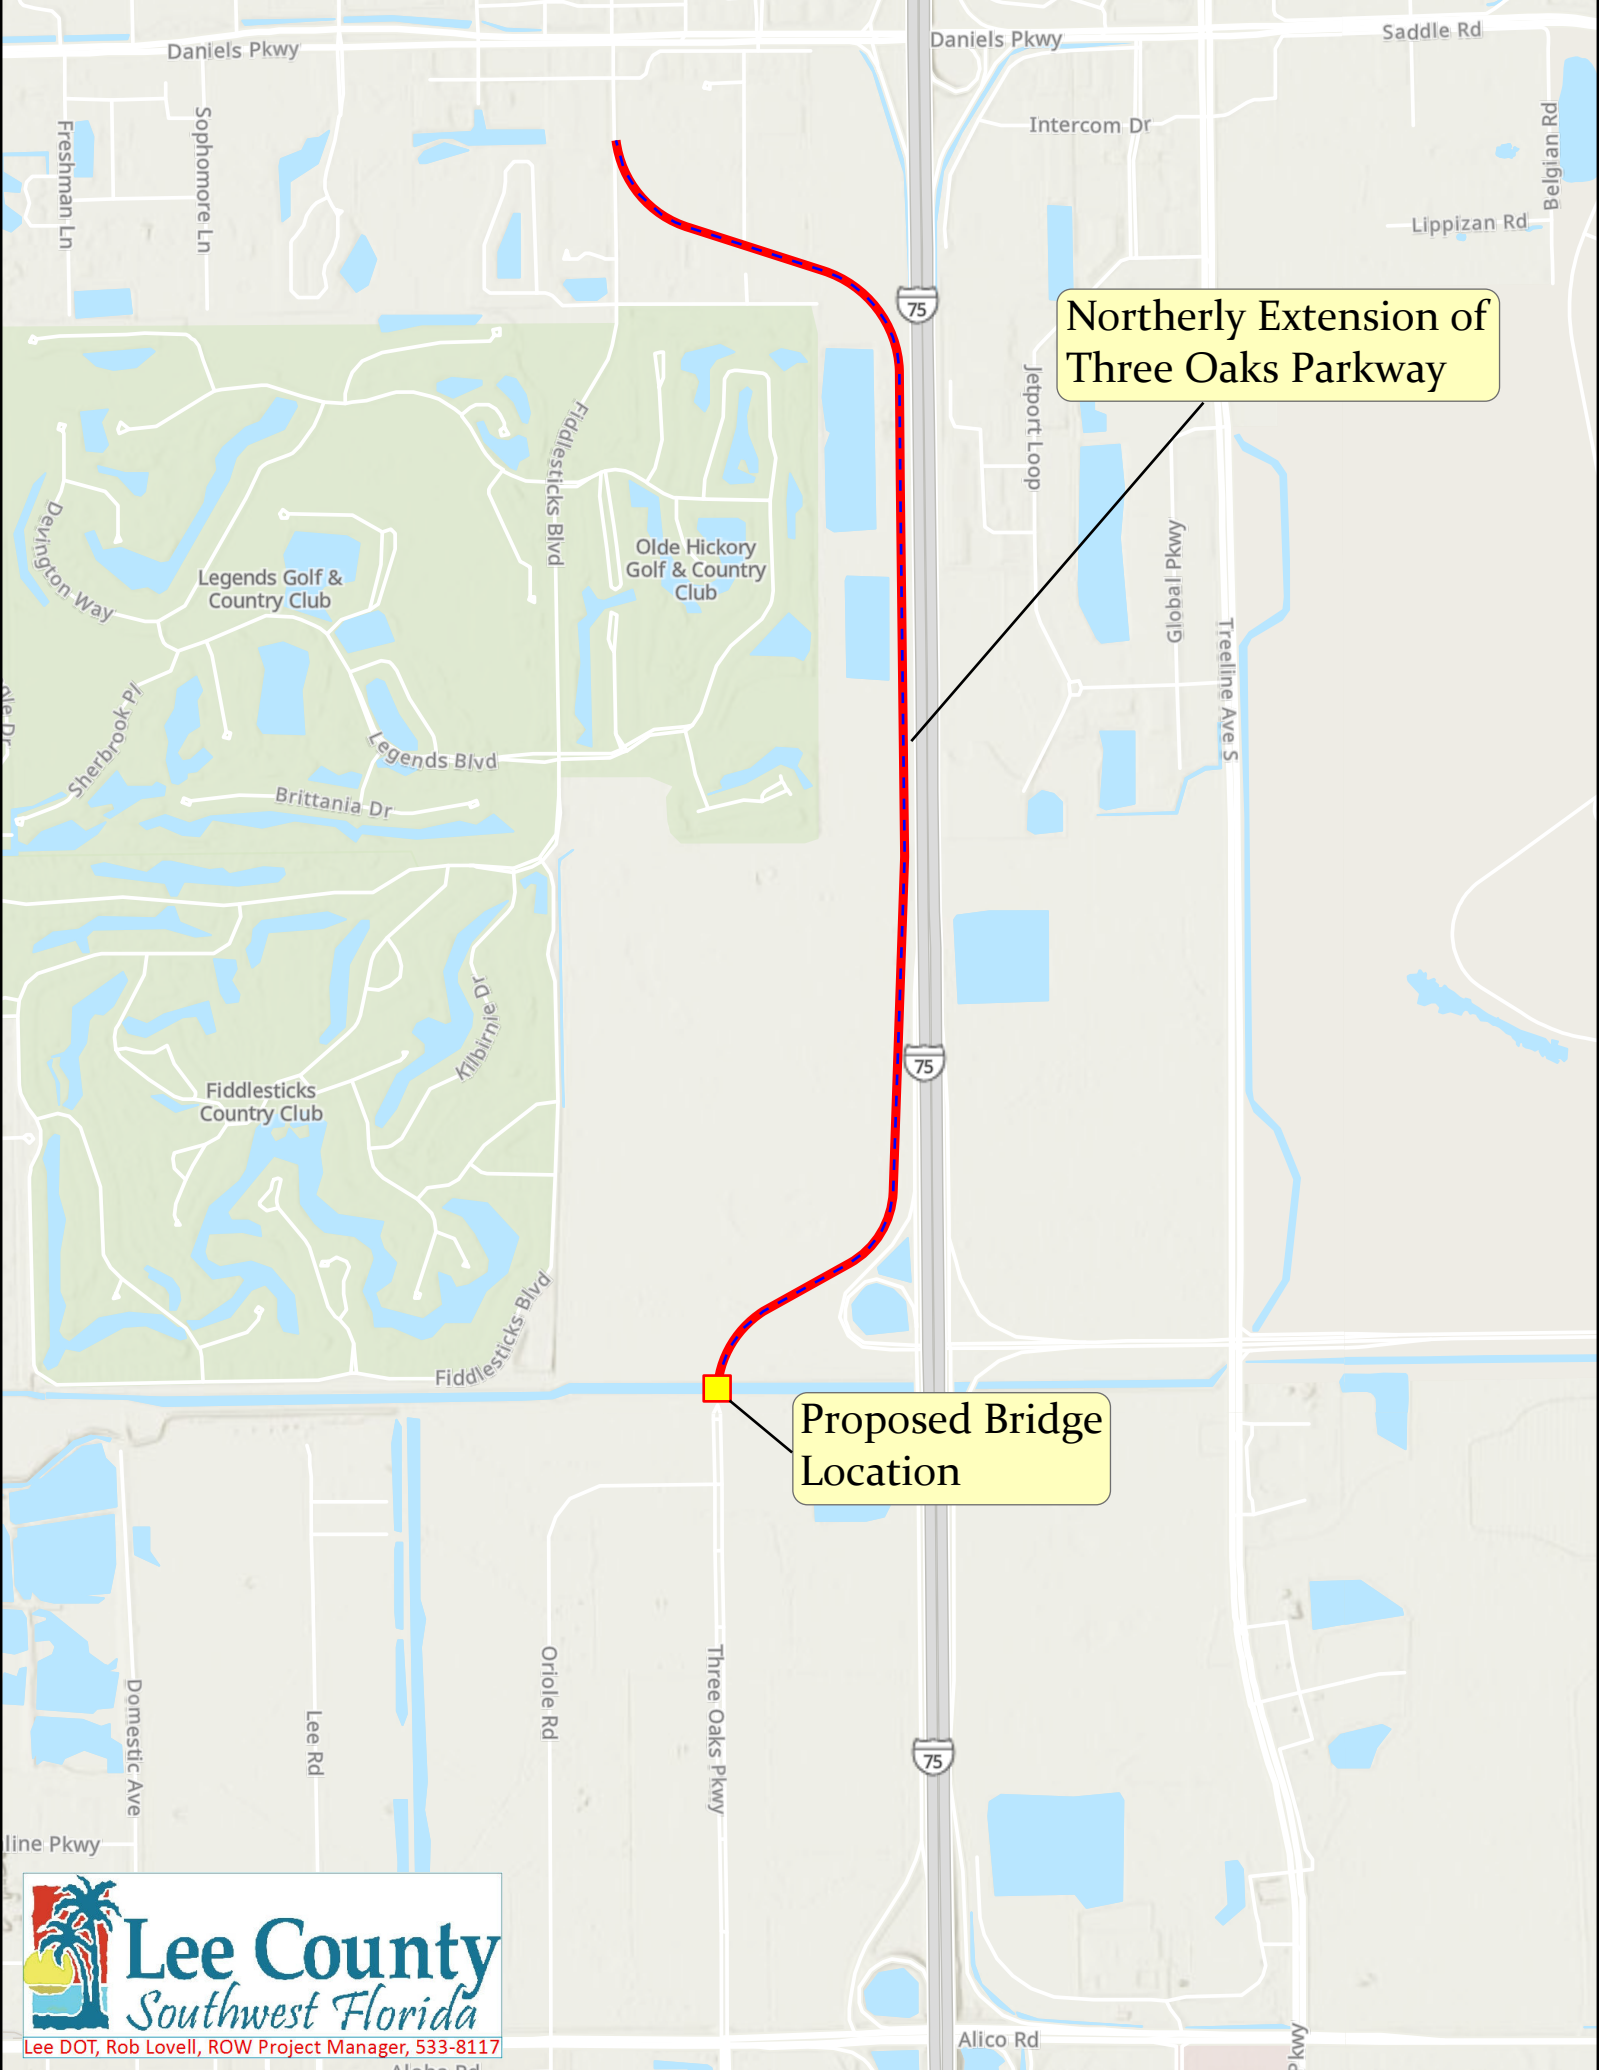 Daniels Pkwy
Daniels Pkwy
Saddle Rd
Freshman Ln
Sophomore Ln
Intercom Dr
Belgian Rd
Lippizan Rd
75
Northerly Extension of
Three Oaks Parkway
Jetport Loop
Fiddlesticks Blvd
Devington Way
Legends Golf &
Country Club
Olde Hickory
Golf & Country
Club
Global Pkwy
Treeline Ave S
Sherbrook Pl
Legends Blvd
Brittania Dr
Kilbirnie Dr
75
Fiddlesticks
Country Club
Fiddlesticks Blvd
Proposed Bridge
Location
Domestic Ave
Lee Rd
Oriole Rd
Three Oaks Pkwy
75
line Pkwy
Lee County
Southwest Florida
Lee DOT, Rob Lovell, ROW Project Manager, 533-8117
Alico Rd